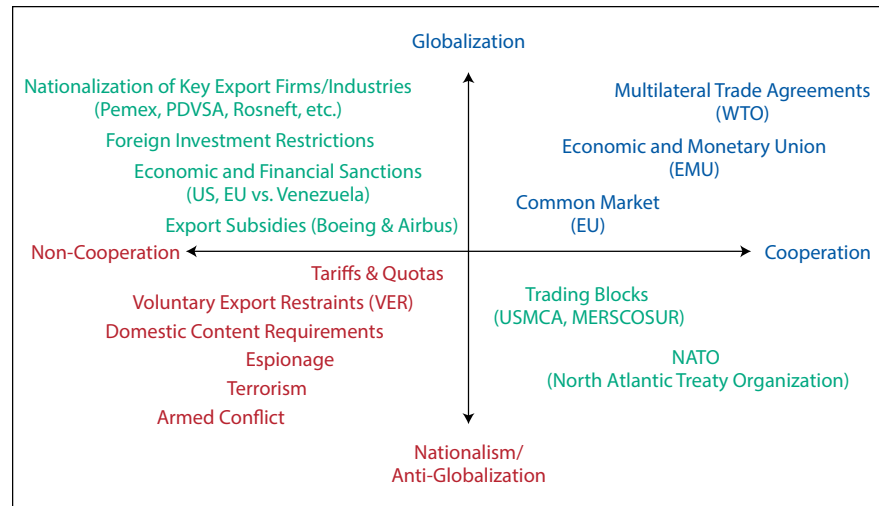 Globalization
Nationalization of Key Export Firms/Industries
(Pemex, PDVSA, Rosneft, etc.)
Foreign Investment Restrictions
Economic and Financial Sanctions
(US, EU vs. Venezuela)
Export Subsidies (Boeing & Airbus)
Multilateral Trade Agreements
(WTO)
Economic and Monetary Union
(EMU)
Common Market
(EU)
Non-Cooperation
Cooperation
Tariffs & Quotas
Voluntary Export Restraints (VER)
Domestic Content Requirements
Espionage
Terrorism
Armed Conflict
Trading Blocks
(USMCA, MERSCOSUR)
NATO
(North Atlantic Treaty Organization)
Nationalism/
Anti-Globalization